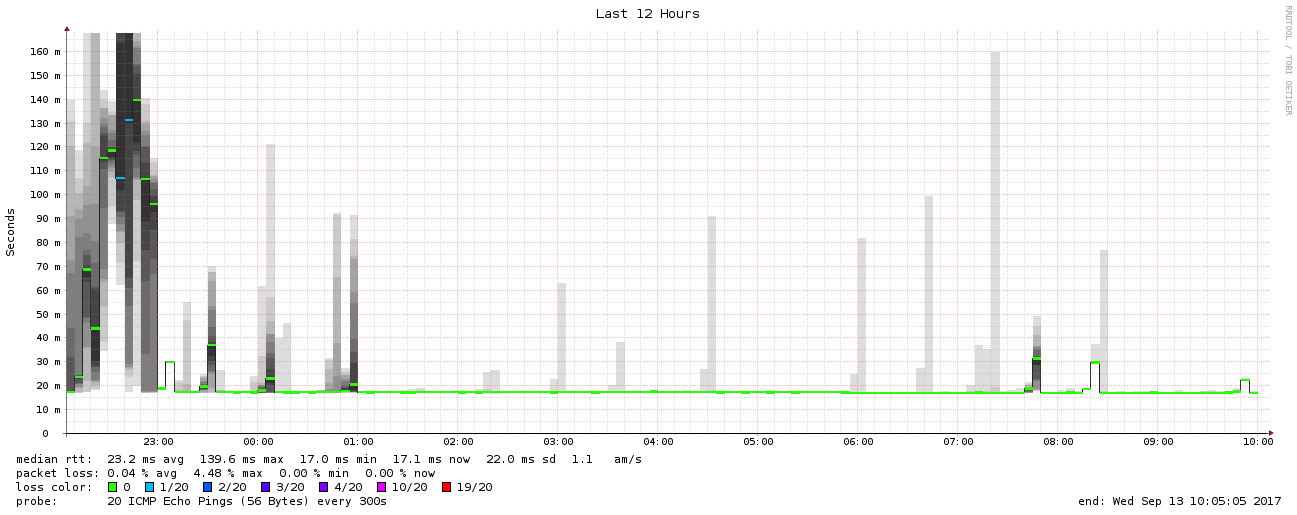 Last 12 Hours
RRDTOOL / TOBI OETIKER
Seconds
160 m
150 m
140 m
130 m
120 m
110 m
100 m
90 m
80 m
70 m
60 m
50 m
40 m
30 m
20 m
10 m
0
23:00 00:00 01:00 02:00 03:00 04:00 05:00 06:00 07:00 08:00 09:00 10:00
median rtt: 23.2 ms avg 139.6 ms max 17.0 ms min 17.1 ms now 22.0 ms sd 1.1 am/s
packet loss: 0.04 % avg 4.48 % max 0.00 % min 0.00 % now
loss color: 0 1/20 2/20 3/20 4/20 10/20 19/20
probe: 20 ICMP Echo Pings (56 Bytes) every 300s end: Wed Sep 13 10:05:05 2017